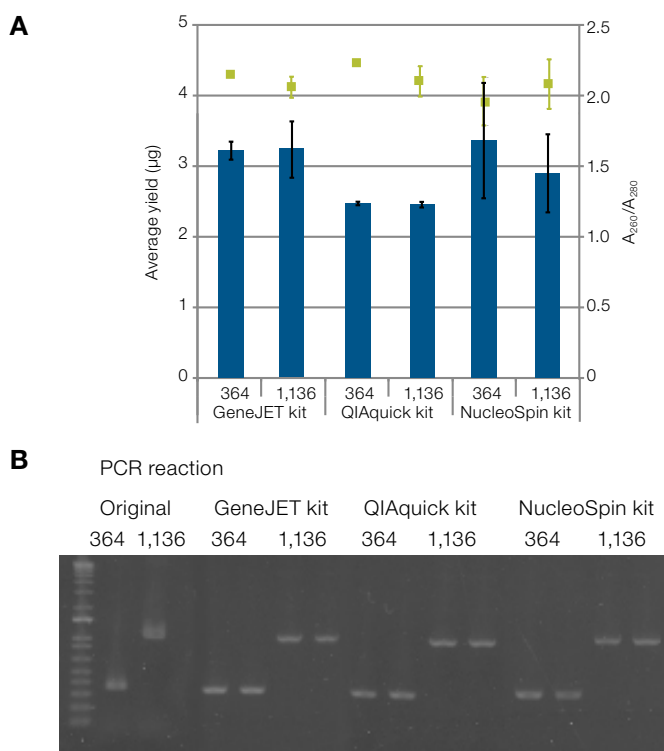 A
5
4
3
2
1
0
Average yield (µg)
2.5
2.0
1.5
1.0
0.5
0
A260/A280
364 1,136 364 1,136 364 1,136
GeneJET kit QIAquick kit NucleoSpin kit
B
PCR reaction
Original GeneJET kit QIAquick kit NucleoSpin kit
364 1,136 364 1,136 364 1,136 364 1,136